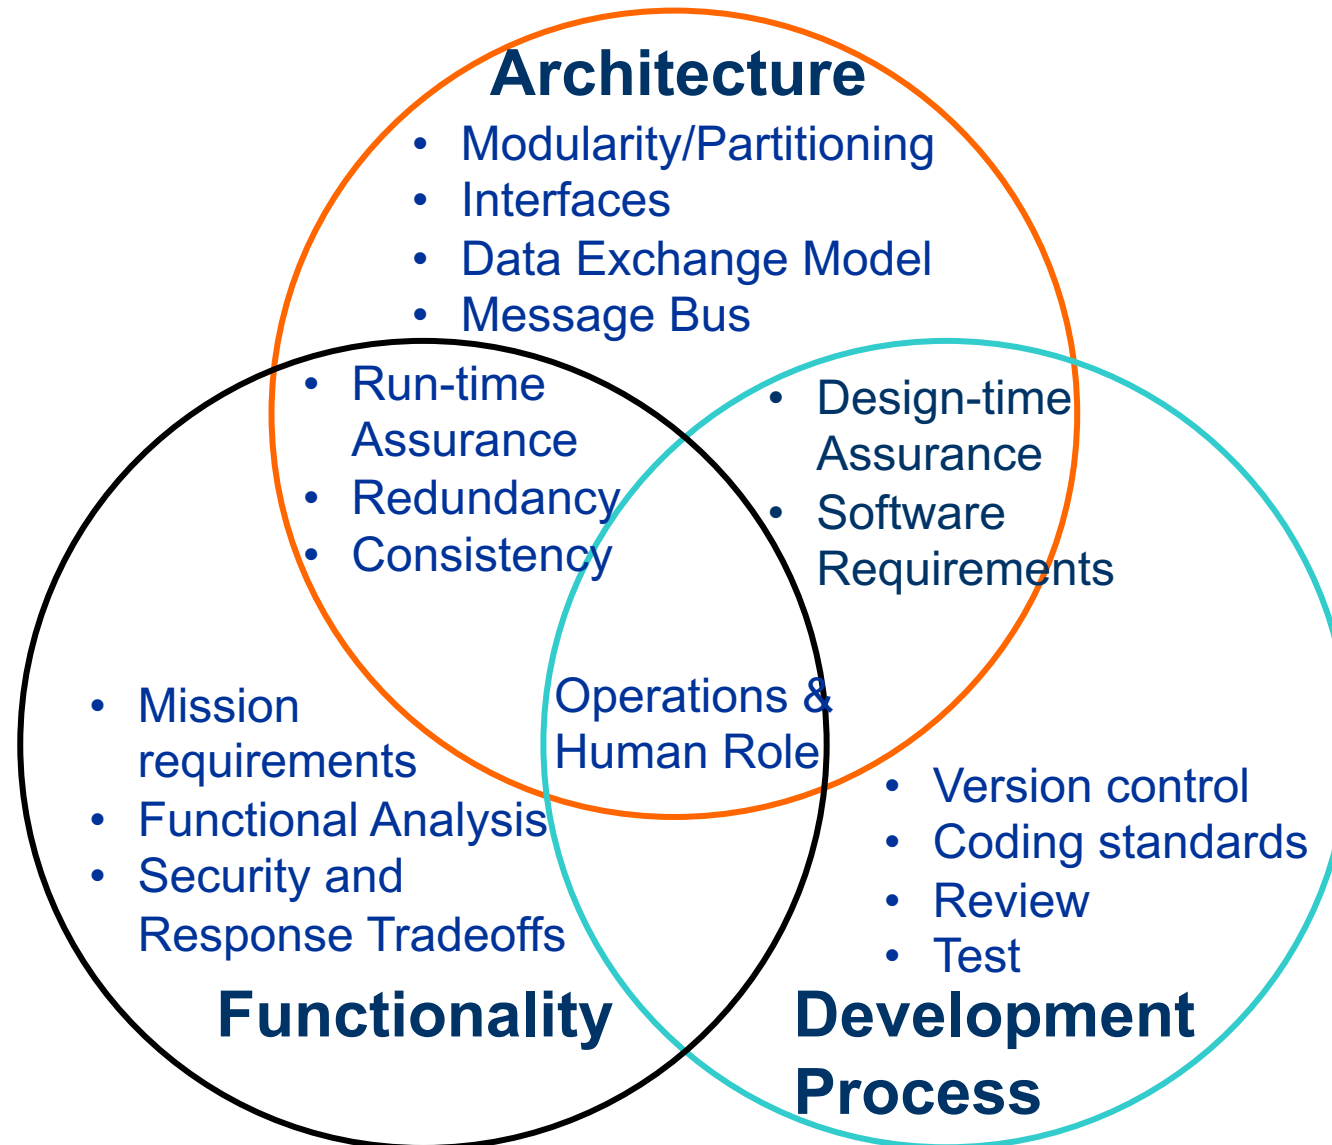 Architecture
• Modularity/Partitioning
• Interfaces
• Data Exchange Model
• Message Bus
• Run-time
Assurance
• Redundancy
• Consistency
• Design-time
Assurance
• Software
Requirements
Operations &
Human Role
• Mission
requirements
• Functional Analysis
• Security and
Response Tradeoffs
Functionality
• Version control
• Coding standards
• Review
• Test
Development
Process